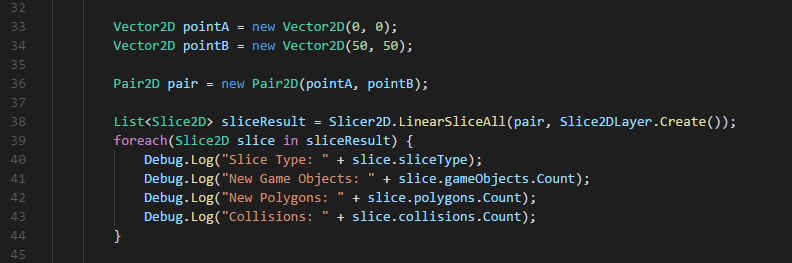 32
33 Vector2D pointA = new Vector2D(0, 0);
34 Vector2D pointB = new Vector2D(50, 50);
35
36 Pair2D pair = new Pair2D(pointA, pointB);
37
38 List<Slice2D> sliceResult = Slicer2D.LinearSliceAll(pair, Slice2DLayer.Create());
39 foreach(Slice2D slice in sliceResult) {
40 Debug.Log("Slice Type: " + slice.sliceType);
41 Debug.Log("New Game Objects: " + slice.gameObjects.Count);
42 Debug.Log("New Polygons: " + slice.polygons.Count);
43 Debug.Log("Collisions: " + slice.collisions.Count);
44 }
45